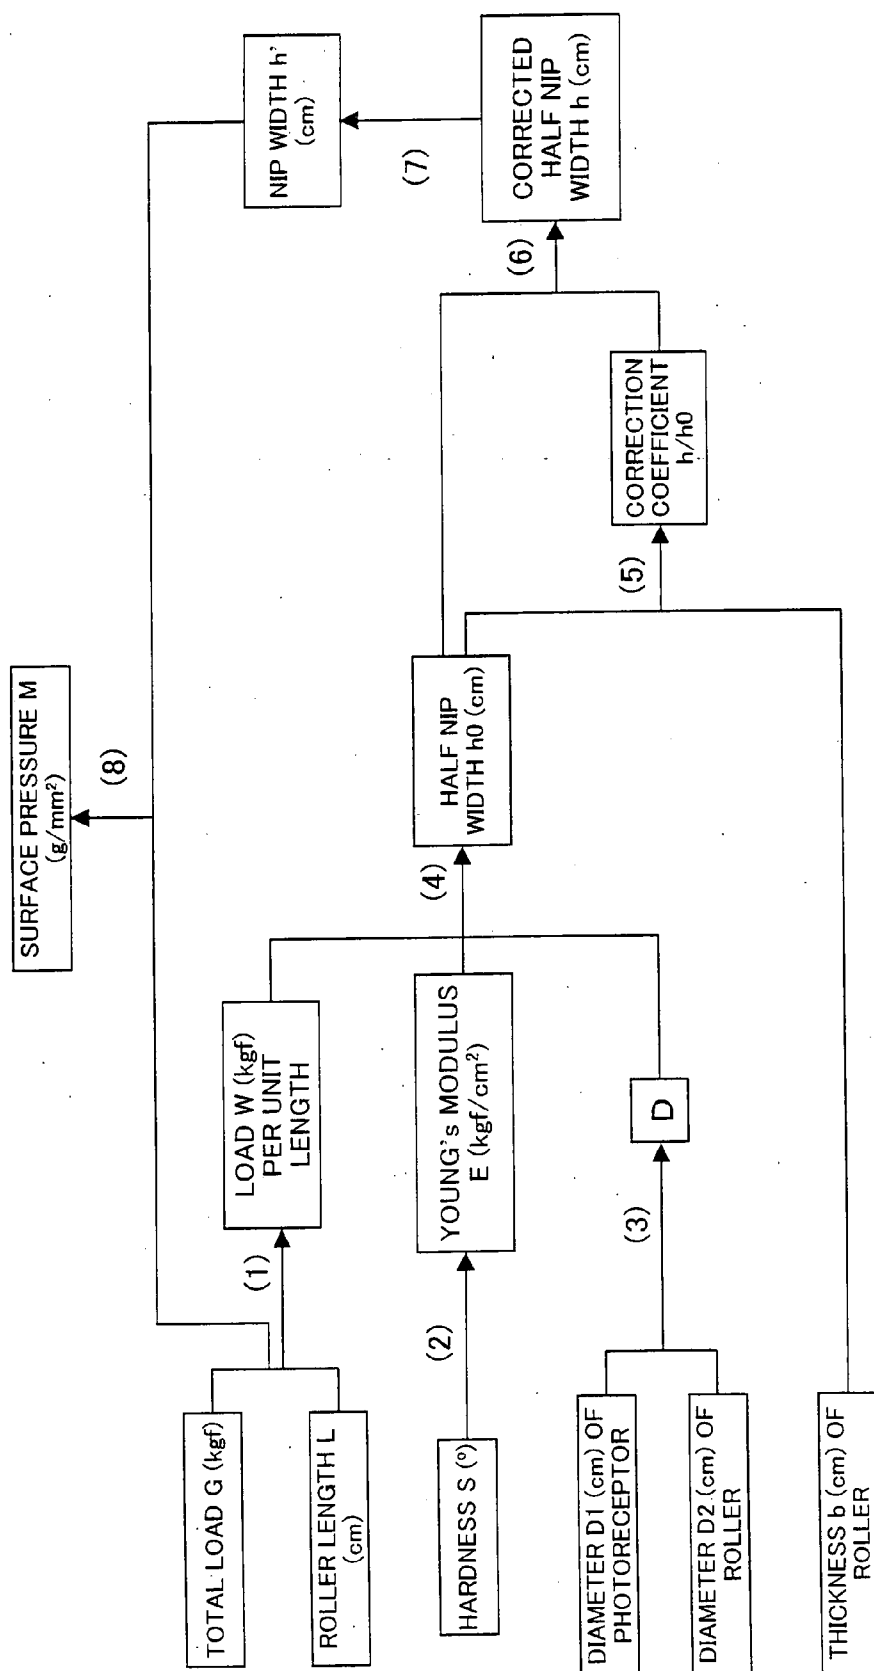 TOTAL LOAD G (kgf)
ROLLER LENGTH L
(cm)
HARDNESS S (°)
DIAMETER D1 (cm) OF
PHOTORECEPTOR
DIAMETER D2 (cm) OF
ROLLER
THICKNESS b (cm) OF
ROLLER
(1)
(2)
(3)
LOAD W (kgf)
PER UNIT
LENGTH
YOUNG's MODULUS
E (kgf/cm²)
D
(4)
HALF NIP
WIDTH h0 (cm)
(5)
CORRECTION
COEFFICIENT
h/h0
(6)
CORRECTED
HALF NIP
WIDTH h (cm)
(7)
NIP WIDTH h'
(cm)
(8)
SURFACE PRESSURE M
(g/mm²)